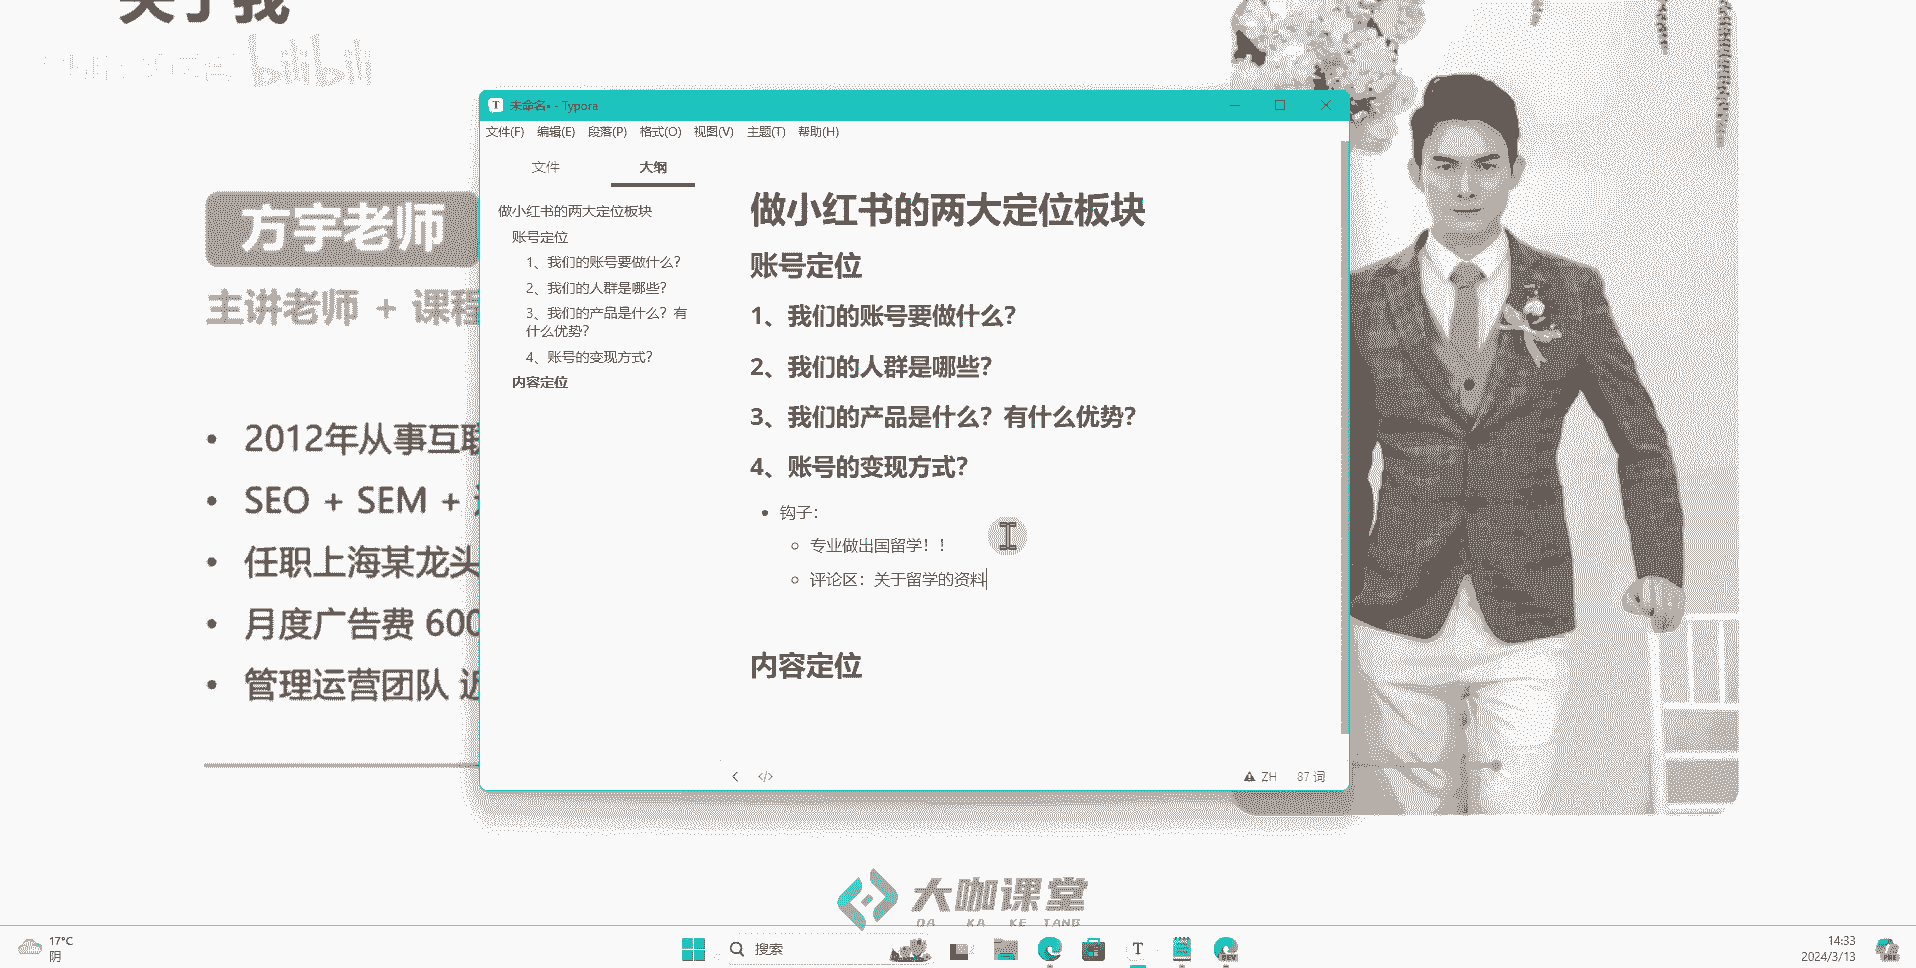 关于我
bilibili
未命名• - Typora
文件(F) 编辑(E) 段落(P) 格式(O) 视图(V) 主题(T) 帮助(H)
文件 大纲
做小红书的两大定位板块
账号定位
1、我们的账号要做什么?
2、我们的人群是哪些?
3、我们的产品是什么？有
什么优势?
4、账号的变现方式?
内容定位
做小红书的两大定位板块
账号定位
1、我们的账号要做什么?
2、我们的人群是哪些?
3、我们的产品是什么？有什么优势?
4、账号的变现方式?
钩子:
专业做出国留学！！
评论区：关于留学的资料
内容定位
ZH 87 词
方宇老师
主讲老师 + 课程
• 2012年从事互联
• SEO + SEM +
• 任职上海某龙头
• 月度广告费 600
• 管理运营团队 近
大咖课堂
DA KA KE TANG
17°C
阴
搜索
T
DEV
14:33
2024/3/13
PRE